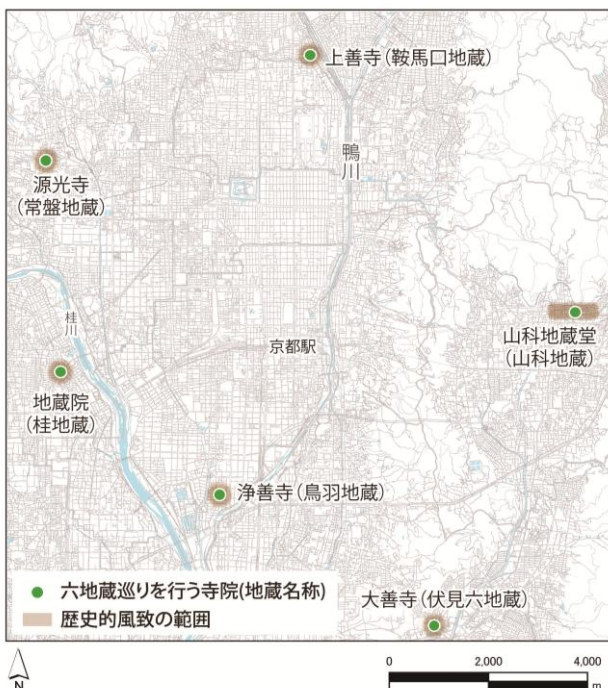 上善寺(鞍馬口地蔵)
鴨川
源光寺
(常盤地蔵)
山科地蔵堂
(山科地蔵)
桂川
京都駅
地蔵院
(桂地蔵)
浄善寺(鳥羽地蔵)
大善寺(伏見六地蔵)
六地蔵巡りを行う寺院(地蔵名称)
歴史的風致の範囲
N
0 2,000 4,000
m